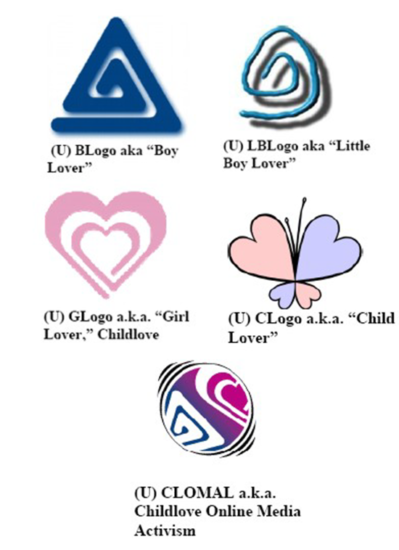 (U) BLogo aka “Boy
Lover”
(U) LBLogo aka “Little
Boy Lover”
(U) GLogo a.k.a. “Girl
Lover,” Childlove
(U) CLogo a.k.a. “Child
Lover”
(U) CLOMAL a.k.a.
Childlove Online Media
Activism